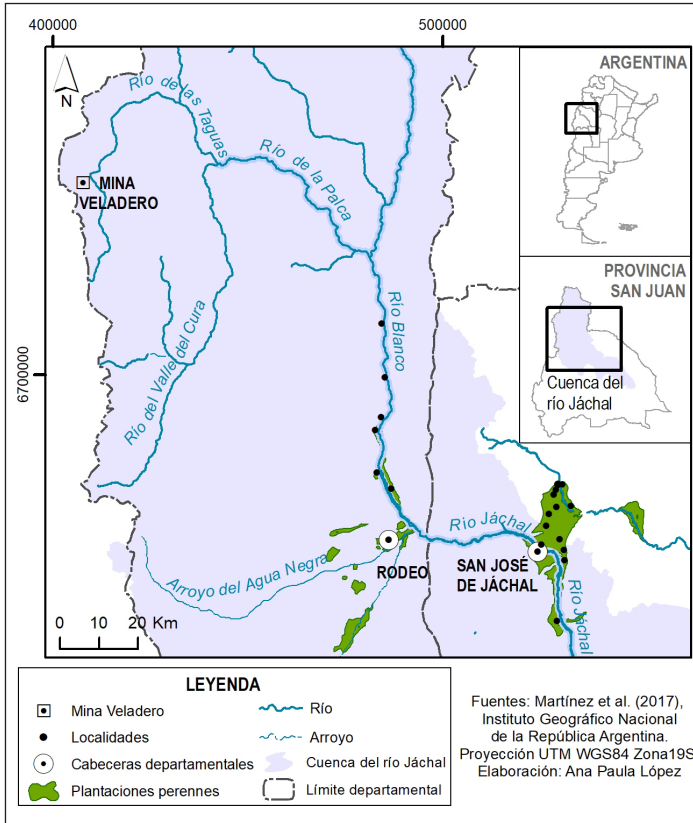 400000
500000
6700000
N
ARGENTINA
PROVINCIA
SAN JUAN
Cuenca del
río Jáchal
Río de las Taguas
Río de la Palca
MINA
VELADERO
Río Blanco
Río del Valle del Cura
Río Jáchal
SAN JOSÉ
DE JÁCHAL
RODEO
Arroyo del Agua Negra
Río Jáchal
0 10 20 Km
LEYENDA
Mina Veladero
Localidades
Cabeceras departamentales
Plantaciones perennes
Río
Arroyo
Cuenca del río Jáchal
Límite departamental
Fuentes: Martínez et al. (2017),
Instituto Geográfico Nacional
de la República Argentina.
Proyección UTM WGS84 Zona19S
Elaboración: Ana Paula López